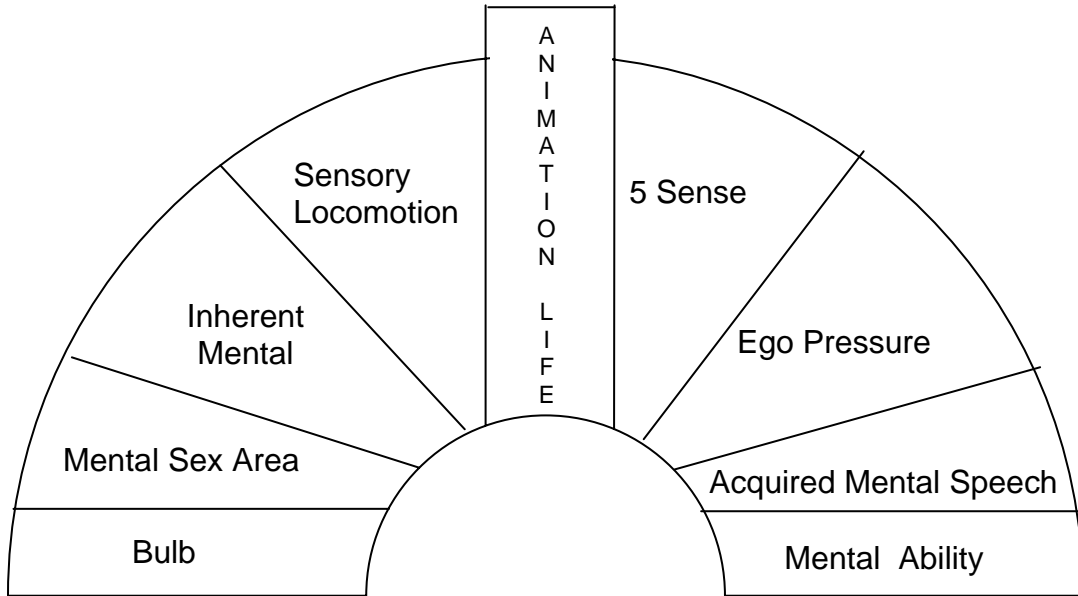 ANIMATION LIFE
Sensory
Locomotion
5 Sense
Inherent
Mental
Ego Pressure
Mental Sex Area
Acquired Mental Speech
Bulb
Mental Ability